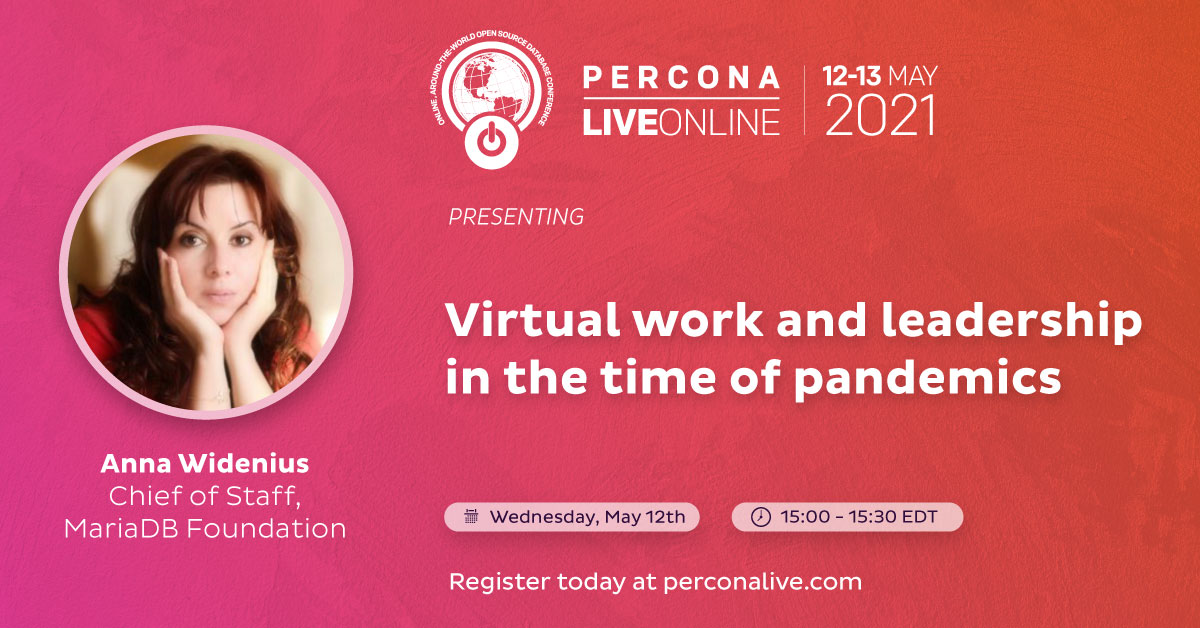 ONLINE, AROUND-THE-WORLD OPEN SOURCE DATABASE CONFERENCE
PERCONA
LIVEONLINE
12-13 MAY
2021
PRESENTING
Virtual work and leadership
in the time of pandemics
Anna Widenius
Chief of Staff,
MariaDB Foundation
Wednesday, May 12th
15:00 - 15:30 EDT
Register today at perconalive.com